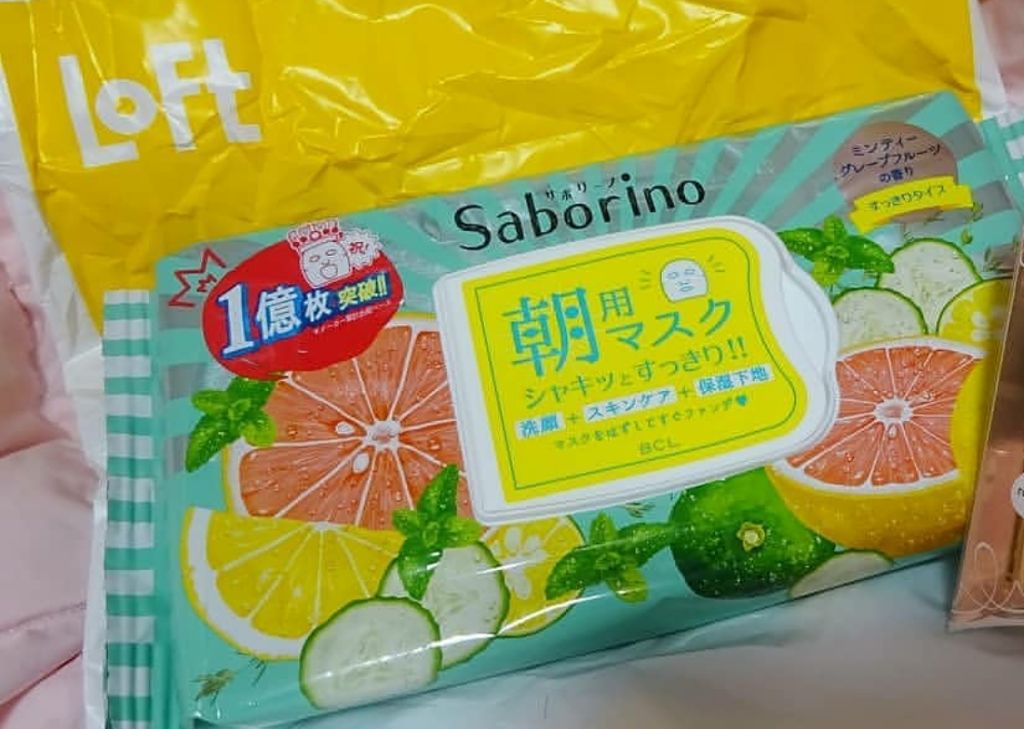 LOFT
サボリーノ
Saborino
ミンティー
グレープフルーツ
の香り
すっきりタイプ
祝!
1億枚突破!!
朝用
マスク
シャキッとすっきり!!
洗顔+スキンケア+保湿下地
マスクをはずしてすぐファンデ♥
BCL